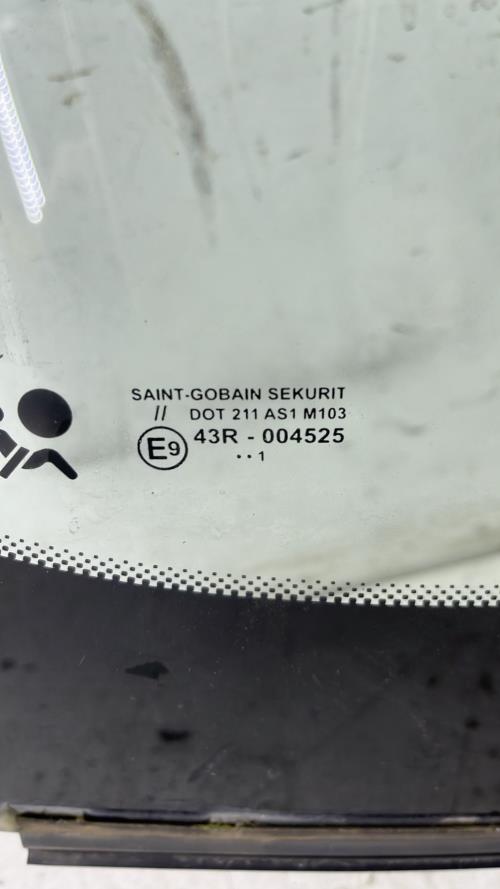 SAINT-GOBAIN SEKURIT
// DOT 211 AS1 M103
E9 43R - 004525
• • 1